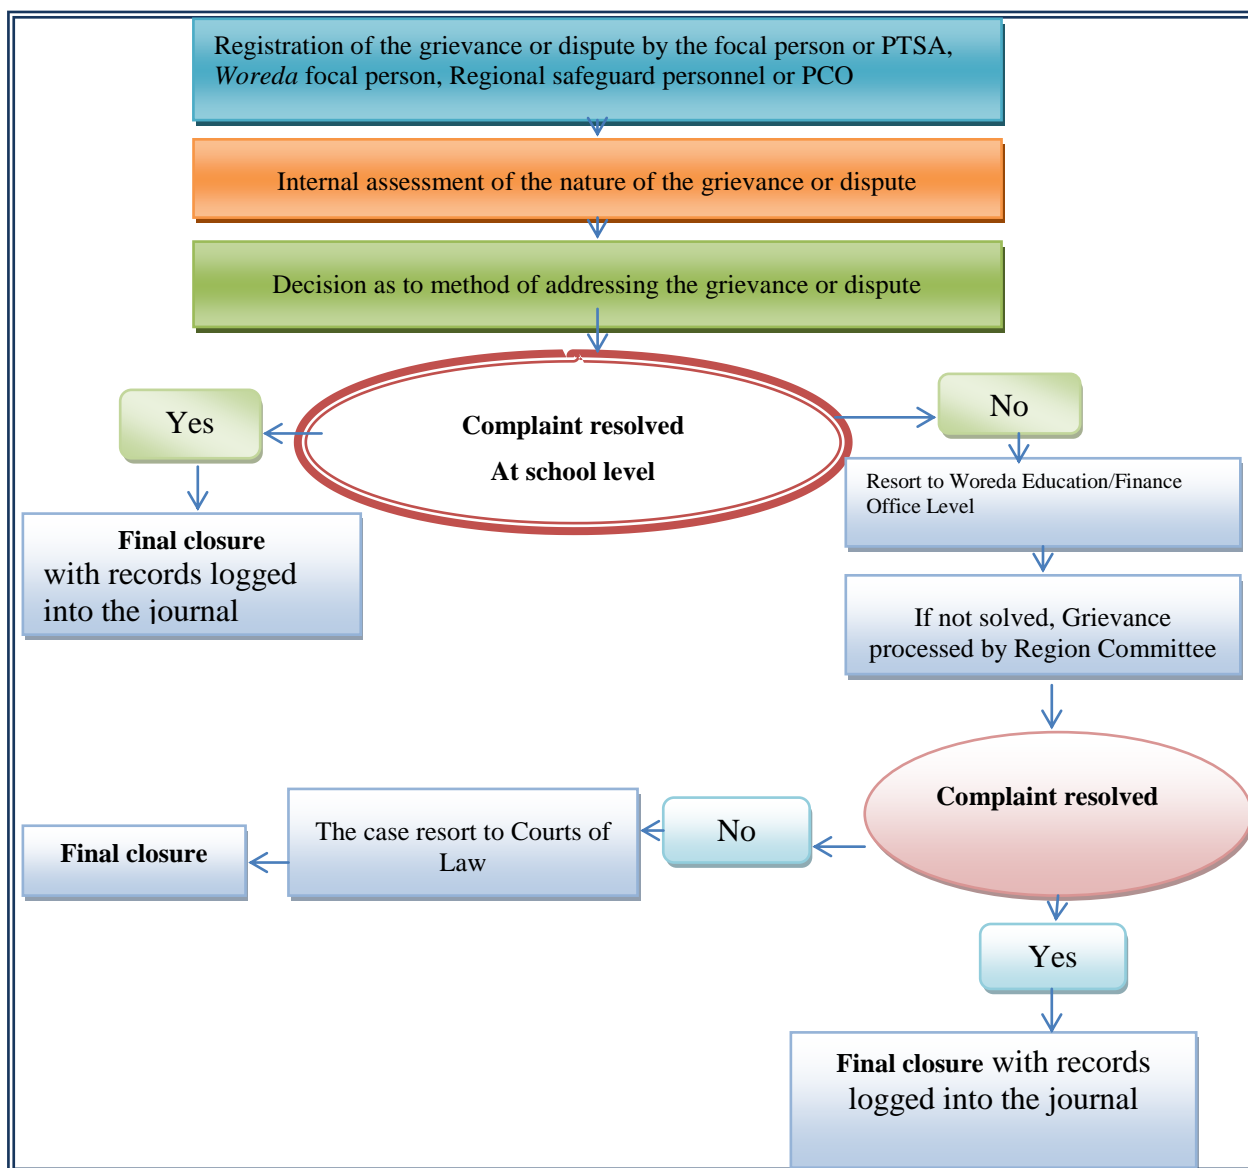 Registration of the grievance or dispute by the focal person or PTSA,
Woreda focal person, Regional safeguard personnel or PCO
Internal assessment of the nature of the grievance or dispute
Decision as to method of addressing the grievance or dispute
Complaint resolved
At school level
Yes
No
Final closure
with records logged
into the journal
Resort to Woreda Education/Finance
Office Level
If not solved, Grievance
processed by Region Committee
Complaint resolved
No
The case resort to Courts of
Law
Final closure
Yes
Final closure with records
logged into the journal